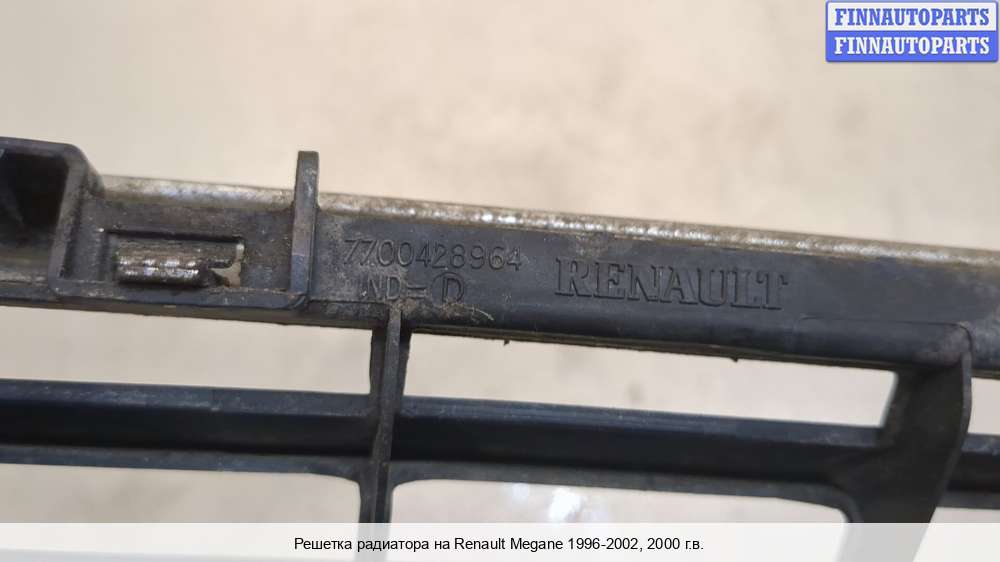 FINNAUTOPARTS
FINNAUTOPARTS
7700428964
IND-D
RENAULT
Решетка радиатора на Renault Megane 1996-2002, 2000 г.в.